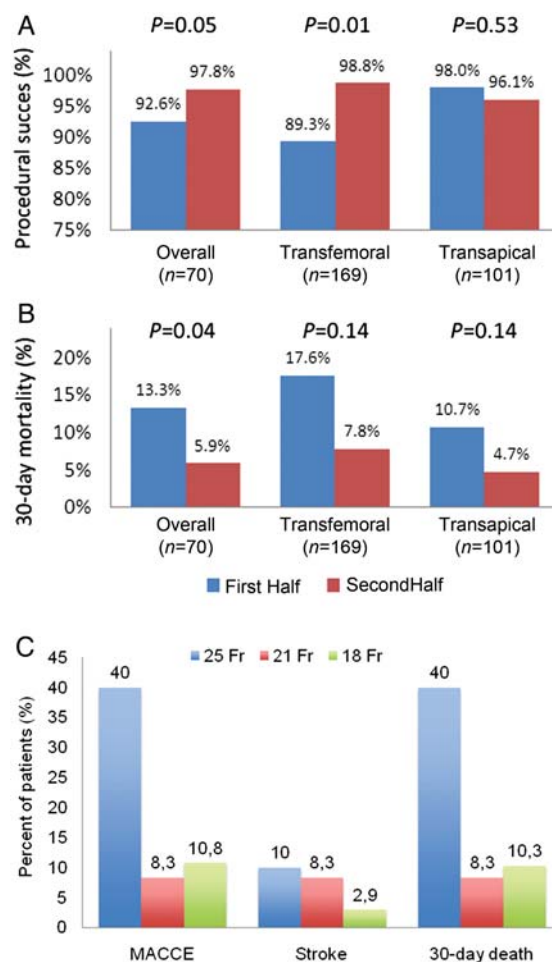 A
P=0.05 P=0.01 P=0.53
Procedural succes (%)
100%
95%
90%
85%
80%
75%
92.6% 97.8% 89.3% 98.8% 98.0% 96.1%
Overall Transfemoral Transapical
(n=70) (n=169) (n=101)
B
P=0.04 P=0.14 P=0.14
30-day mortality (%)
20%
15%
10%
5%
0%
13.3% 5.9% 17.6% 7.8% 10.7% 4.7%
Overall Transfemoral Transapical
(n=70) (n=169) (n=101)
First Half SecondHalf
C
25 Fr 21 Fr 18 Fr
Percent of patients (%)
45
40
35
30
25
20
15
10
5
0
40 8,3 10,8 10 8,3 2,9 40 8,3 10,3
MACCE Stroke 30-day death